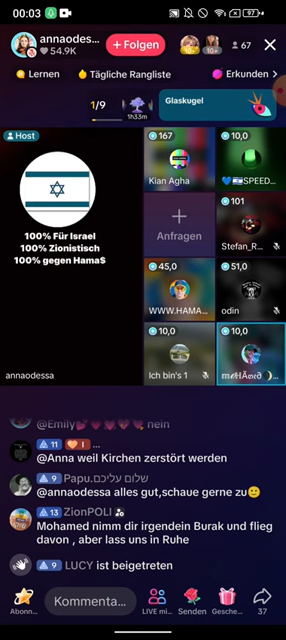 00:03
97
annaodes...
54.9K
+ Folgen
10+
67
Lernen
Tägliche Rangliste
Erkunden >
1/9
1h33m
Glaskugel
Host
100% Für Israel
100% Zionistisch
100% gegen Hama$
annaodessa
167
Kian Agha
10,0
SPEED...
Anfragen
101
Stefan_R...
45,0
WWW.HAMA...
51,0
odin
10,0
Ich bin's 1
10,0
@Emily💕 nein
11 1 ...
@Anna weil Kirchen zerstört werden
9 Papu.שלום עליכם
@annaodessa alles gut,schaue gerne zu🙂
13 ZionPOLI
Mohamed nimm dir irgendein Burak und flieg
davon , aber lass uns in Ruhe
9 LUCY ist beigetreten
Abonn...
Kommenta...
LIVE mi...
Senden
Gesche...
37